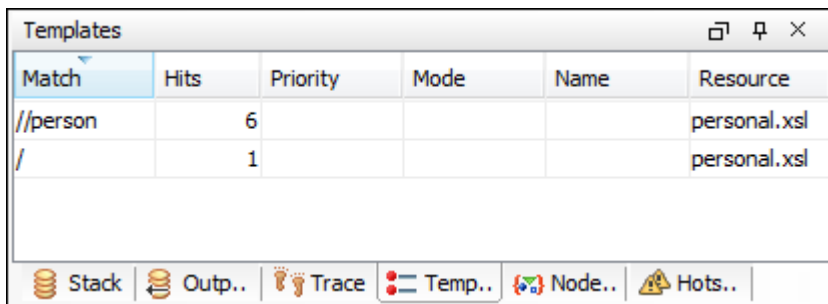 Templates
Match Hits Priority Mode Name Resource
//person 6 personal.xsl
/ 1 personal.xsl
Stack Outp.. Trace Temp.. Node.. Hots..